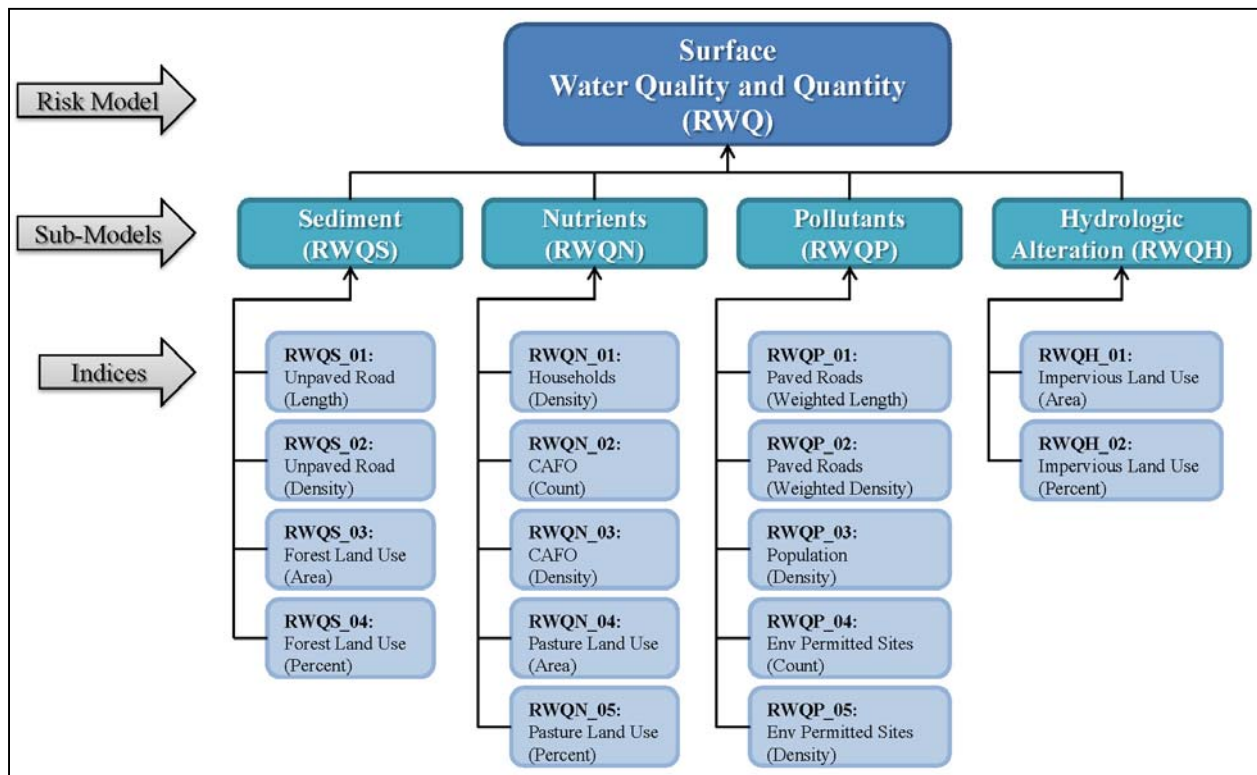 Surface
Water Quality and Quantity
(RWQ)
Risk Model
Sub-Models
Sediment
(RWQS)
Nutrients
(RWQN)
Pollutants
(RWQP)
Hydrologic
Alteration (RWQH)
Indices
RWQS_01:
Unpaved Road
(Length)
RWQS_02:
Unpaved Road
(Density)
RWQS_03:
Forest Land Use
(Area)
RWQS_04:
Forest Land Use
(Percent)
RWQN_01:
Households
(Density)
RWQN_02:
CAFO
(Count)
RWQN_03:
CAFO
(Density)
RWQN_04:
Pasture Land Use
(Area)
RWQN_05:
Pasture Land Use
(Percent)
RWQP_01:
Paved Roads
(Weighted Length)
RWQP_02:
Paved Roads
(Weighted Density)
RWQP_03:
Population
(Density)
RWQP_04:
Env Permitted Sites
(Count)
RWQP_05:
Env Permitted Sites
(Density)
RWQH_01:
Impervious Land Use
(Area)
RWQH_02:
Impervious Land Use
(Percent)